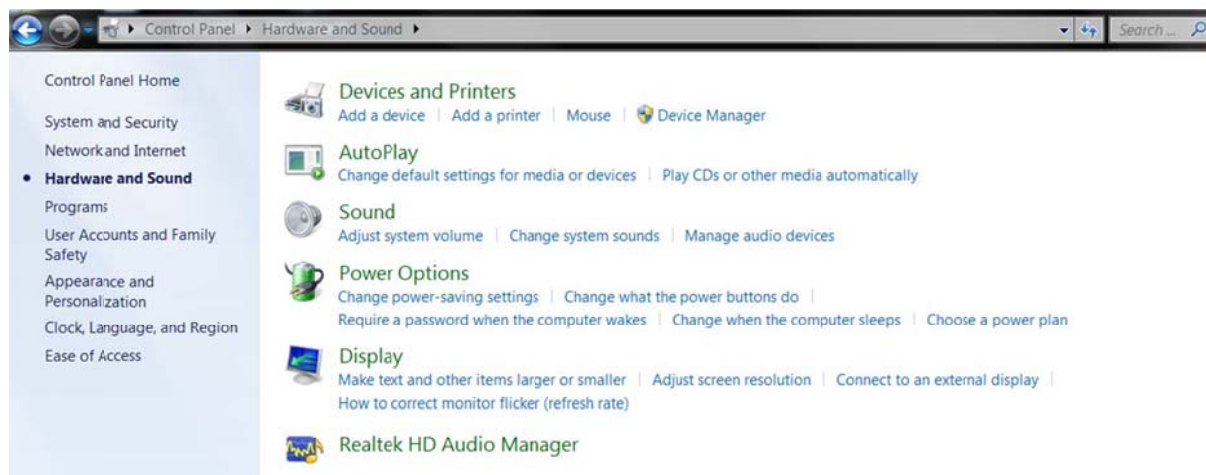 Control Panel Hardware and Sound Search ...
Control Panel Home
System and Security
Network and Internet
Hardware and Sound
Programs
User Accounts and Family
Safety
Appearance and
Personalization
Clock, Language, and Region
Ease of Access
Devices and Printers
Add a device Add a printer Mouse Device Manager
AutoPlay
Change default settings for media or devices Play CDs or other media automatically
Sound
Adjust system volume Change system sounds Manage audio devices
Power Options
Change power-saving settings Change what the power buttons do
Require a password when the computer wakes Change when the computer sleeps Choose a power plan
Display
Make text and other items larger or smaller Adjust screen resolution Connect to an external display
How to correct monitor flicker (refresh rate)
Realtek HD Audio Manager